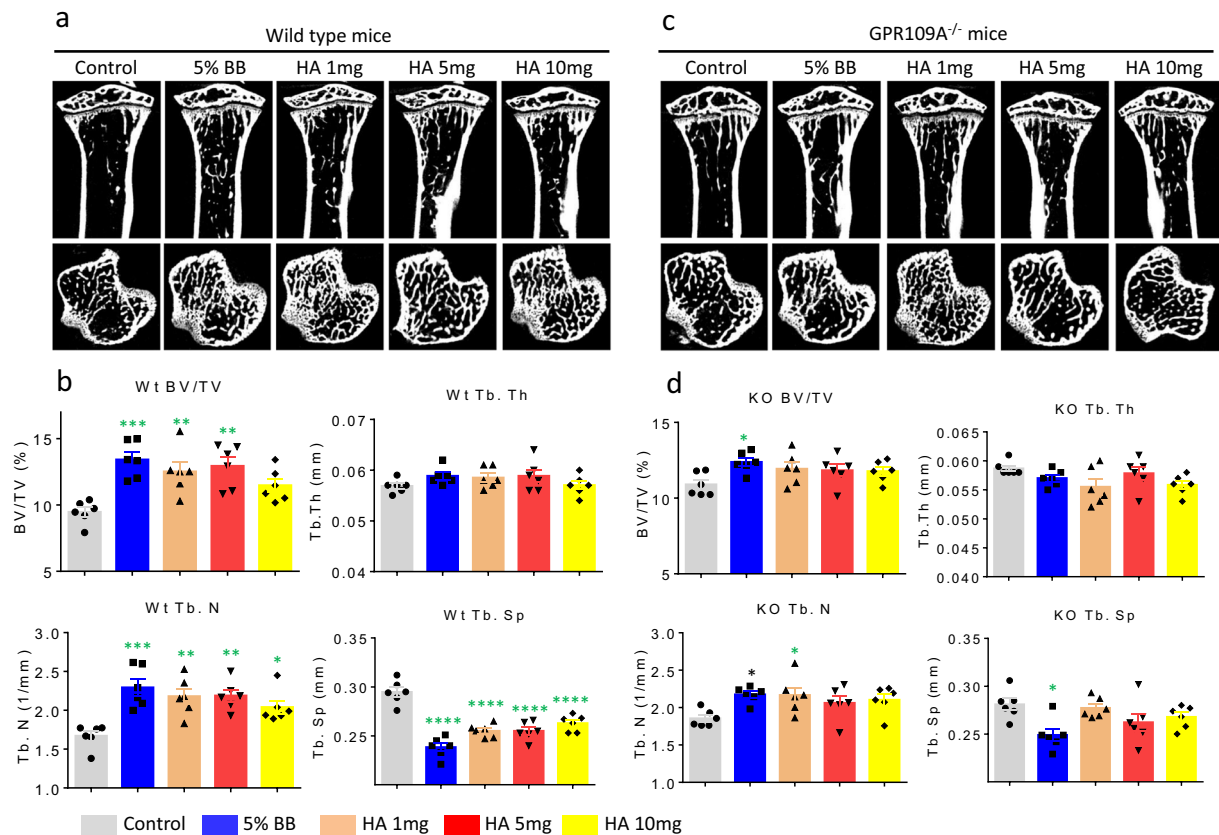 a
Wild type mice
Control 5% BB HA 1mg HA 5mg HA 10mg
c
GPR109A-/- mice
Control 5% BB HA 1mg HA 5mg HA 10mg
b
Wt BV/TV
BV/TV (%)
15
10
5
*** ** **
Wt Tb. Th
Tb.Th (mm)
0.07
0.06
0.05
0.04
Wt Tb. N
Tb. N (1/mm)
3.0
2.5
2.0
1.5
1.0
*** ** ** *
Wt Tb. Sp
Tb. Sp (mm)
0.35
0.30
0.25
**** **** **** ****
d
KO BV/TV
BV/TV (%)
15
10
5
*
KO Tb. Th
Tb.Th (mm)
0.065
0.060
0.055
0.050
0.045
0.040
KO Tb. N
Tb. N (1/mm)
3.0
2.5
2.0
1.5
1.0
* *
KO Tb. Sp
Tb. Sp (mm)
0.35
0.30
0.25
*
Control 5% BB HA 1mg HA 5mg HA 10mg